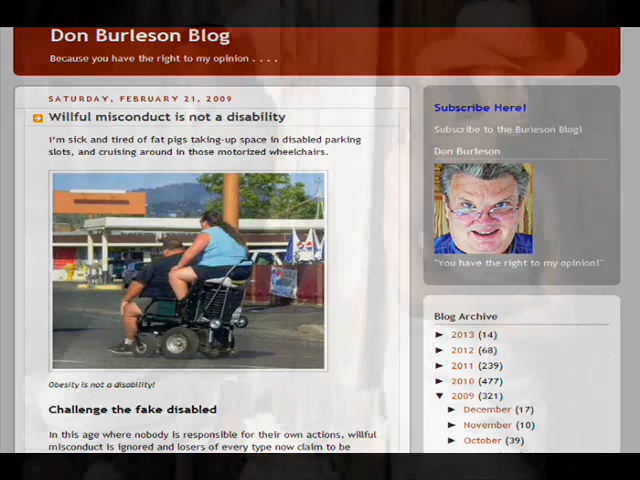 Don Burleson Blog
Because you have the right to my opinion . . . .
SATURDAY, FEBRUARY 21, 2009
Willful misconduct is not a disability
I'm sick and tired of fat pigs taking-up space in disabled parking
slots, and cruising around in those motorized wheelchairs.
Obesity is not a disability!
Challenge the fake disabled
In this age where nobody is responsible for their own actions, willful
misconduct is ignored and losers of every type now claim to be
Subscribe Here!
Subscribe to the Burleson Blog!
Don Burleson
"You have the right to my opinion!"
Blog Archive
► 2013 (14)
► 2012 (68)
► 2011 (239)
► 2010 (477)
▼ 2009 (321)
► December (17)
► November (10)
► October (39)